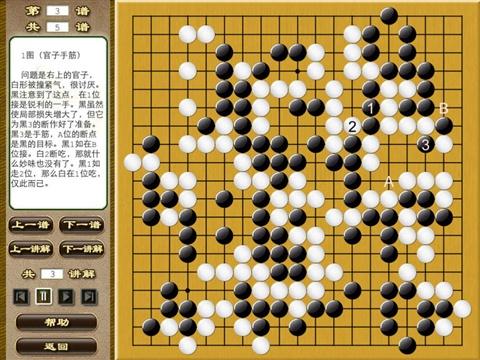 第 3 谱
共 5 谱
1图（官子手筋）
问题是右上的官子，
白形被撞紧气，很讨厌。
黑注意到了这点，在1位
接是锐利的一手。黑虽然
使局部损失增大了，但它
为黑3的断作好了准备。
黑3是手筋，A位的断点
是黑的目标。黑1如在B
位接。白2断吃，那就什
么妙味也没有了。黑1如
走2位，那么白在1位吃，
仅此而已。
上一谱 下一谱
上一讲解 下一讲解
共 3 讲解
帮助
返回
1
B
2
3
A